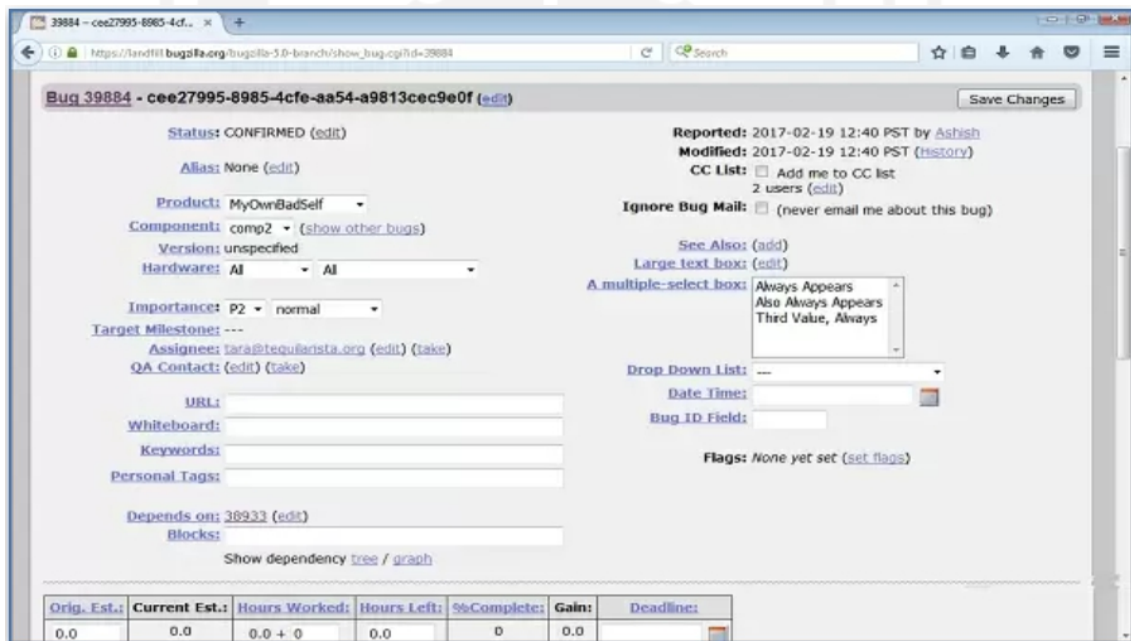 39884 – cee27995-8985-4cf... × +
https://landfill.bugzilla.org/bugzilla-5.0-branch/show_bug.cgi?id=39884 Search
Bug 39884 - cee27995-8985-4cfe-aa54-a9813cec9e0f (edit) Save Changes
Status: CONFIRMED (edit)
Alias: None (edit)
Product: MyOwnBadSelf
Component: comp2 (show other bugs)
Version: unspecified
Hardware: All All
Importance: P2 normal
Target Milestone: ---
Assignee: tara@tequilarista.org (edit) (take)
QA Contact: (edit) (take)
URL:
Whiteboard:
Keywords:
Personal Tags:
Depends on: 38933 (edit)
Blocks:
Show dependency tree / graph
Reported: 2017-02-19 12:40 PST by Ashish
Modified: 2017-02-19 12:40 PST (History)
CC List: Add me to CC list
2 users (edit)
Ignore Bug Mail: (never email me about this bug)
See Also: (add)
Large text box: (edit)
A multiple-select box: Always Appears
Also Always Appears
Third Value, Always
Drop Down List: ---
Date Time:
Bug ID Field:
Flags: None yet set (set flags)
Orig. Est.: Current Est.: Hours Worked: Hours Left: %Complete: Gain: Deadline:
0.0 0.0 0.0 + 0 0.0 0 0.0